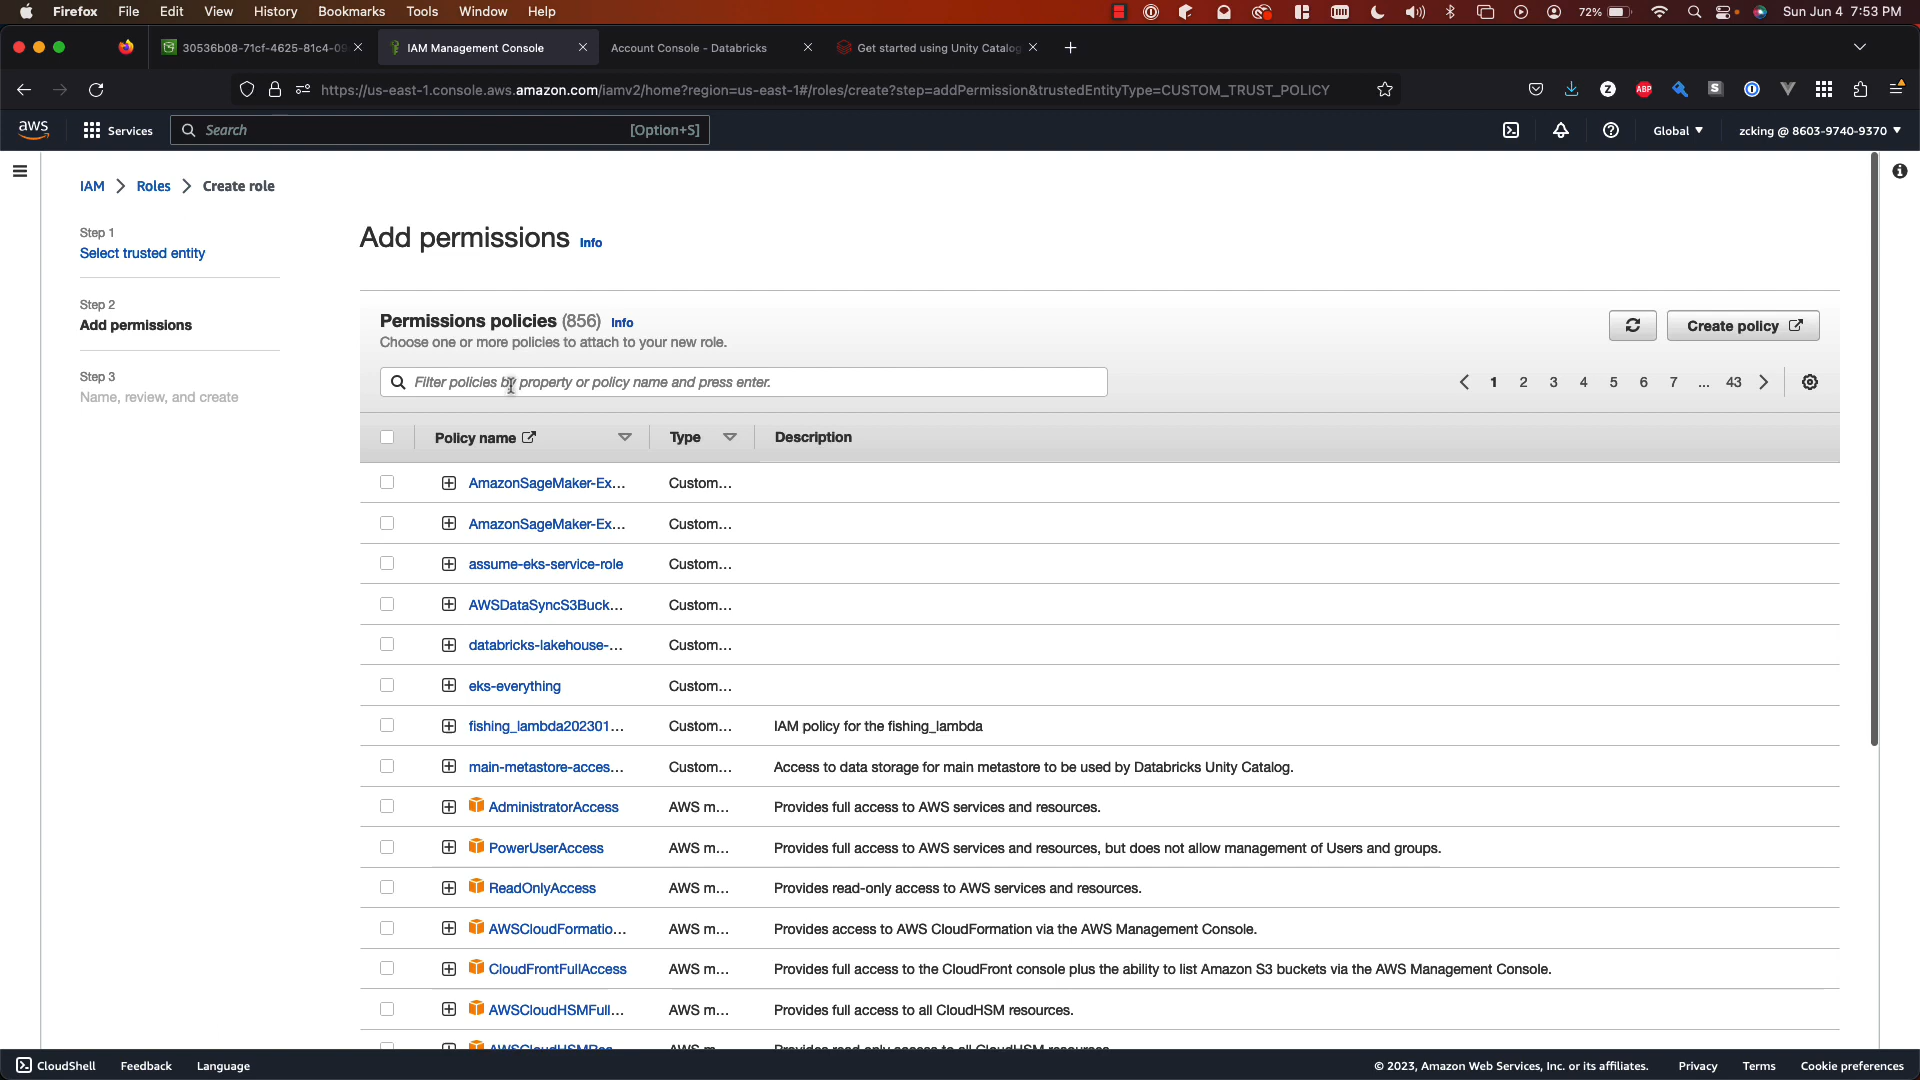 Firefox File Edit View History Bookmarks Tools Window Help 72% Sun Jun 4 7:53 PM
30536b08-71cf-4625-81c4-09 IAM Management Console Account Console - Databricks Get started using Unity Catalog
https://us-east-1.console.aws.amazon.com/iamv2/home?region=us-east-1#/roles/create?step=addPermission&trustedEntityType=CUSTOM_TRUST_POLICY
ABP
aws Services Search [Option+S] Global zcking @ 8603-9740-9370
IAM Roles Create role
Step 1
Select trusted entity
Step 2
Add permissions
Step 3
Name, review, and create
Add permissions Info
Permissions policies (856) Info
Choose one or more policies to attach to your new role.
Create policy
Filter policies by property or policy name and press enter.
1 2 3 4 5 6 7 ... 43
Policy name Type Description
AmazonSageMaker-Ex... Custom...
AmazonSageMaker-Ex... Custom...
assume-eks-service-role Custom...
AWSDataSyncS3Buck... Custom...
databricks-lakehouse-... Custom...
eks-everything Custom...
fishing_lambda202301... Custom... IAM policy for the fishing_lambda
main-metastore-acces... Custom... Access to data storage for main metastore to be used by Databricks Unity Catalog.
AdministratorAccess AWS m... Provides full access to AWS services and resources.
PowerUserAccess AWS m... Provides full access to AWS services and resources, but does not allow management of Users and groups.
ReadOnlyAccess AWS m... Provides read-only access to AWS services and resources.
AWSCloudFormatio... AWS m... Provides access to AWS CloudFormation via the AWS Management Console.
CloudFrontFullAccess AWS m... Provides full access to the CloudFront console plus the ability to list Amazon S3 buckets via the AWS Management Console.
AWSCloudHSMFull... AWS m... Provides full access to all CloudHSM resources.
AWSCloudHSMRea... AWS m... Provides read only access to all CloudHSM resources.
CloudShell Feedback Language © 2023, Amazon Web Services, Inc. or its affiliates. Privacy Terms Cookie preferences